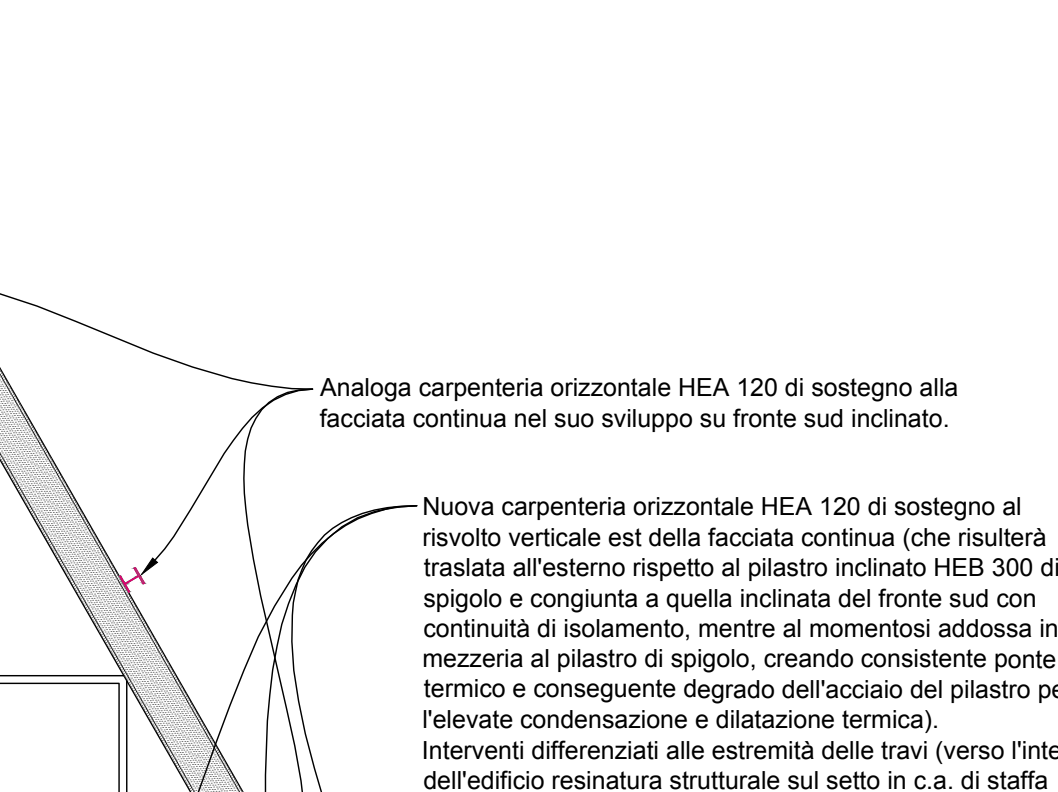 Analoga carpenteria orizzontale HEA 120 di sostegno alla
facciata continua nel suo sviluppo su fronte sud inclinato.
Nuova carpenteria orizzontale HEA 120 di sostegno al
risvolto verticale est della facciata continua (che risulterà
traslata all'esterno rispetto al pilastro inclinato HEB 300 di
spigolo e congiunta a quella inclinata del fronte sud con
continuità di isolamento, mentre al momentosi addossa in
mezzeria al pilastro di spigolo, creando consistente ponte
termico e conseguente degrado dell'acciaio del pilastro pe
l'elevate condensazione e dilatazione termica).
Interventi differenziati alle estremità delle travi (verso l'inte
dell'edificio resinatura strutturale sul setto in c.a. di staffa